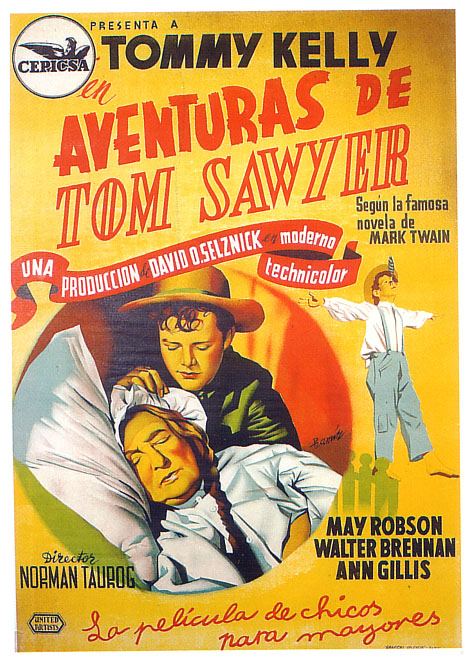 CEPICSA
PRESENTA A
TOMMY KELLY
en
AVENTURAS DE
TOM SAWYER
Según la famosa
novela de
MARK TWAIN
UNA PRODUCCION de DAVID O. SELZNICK en moderno
technicolor
MAY ROBSON
WALTER BRENNAN
ANN GILLIS
Director
NORMAN TAUROG
UNITED
ARTISTS
La película de chicos
para mayores